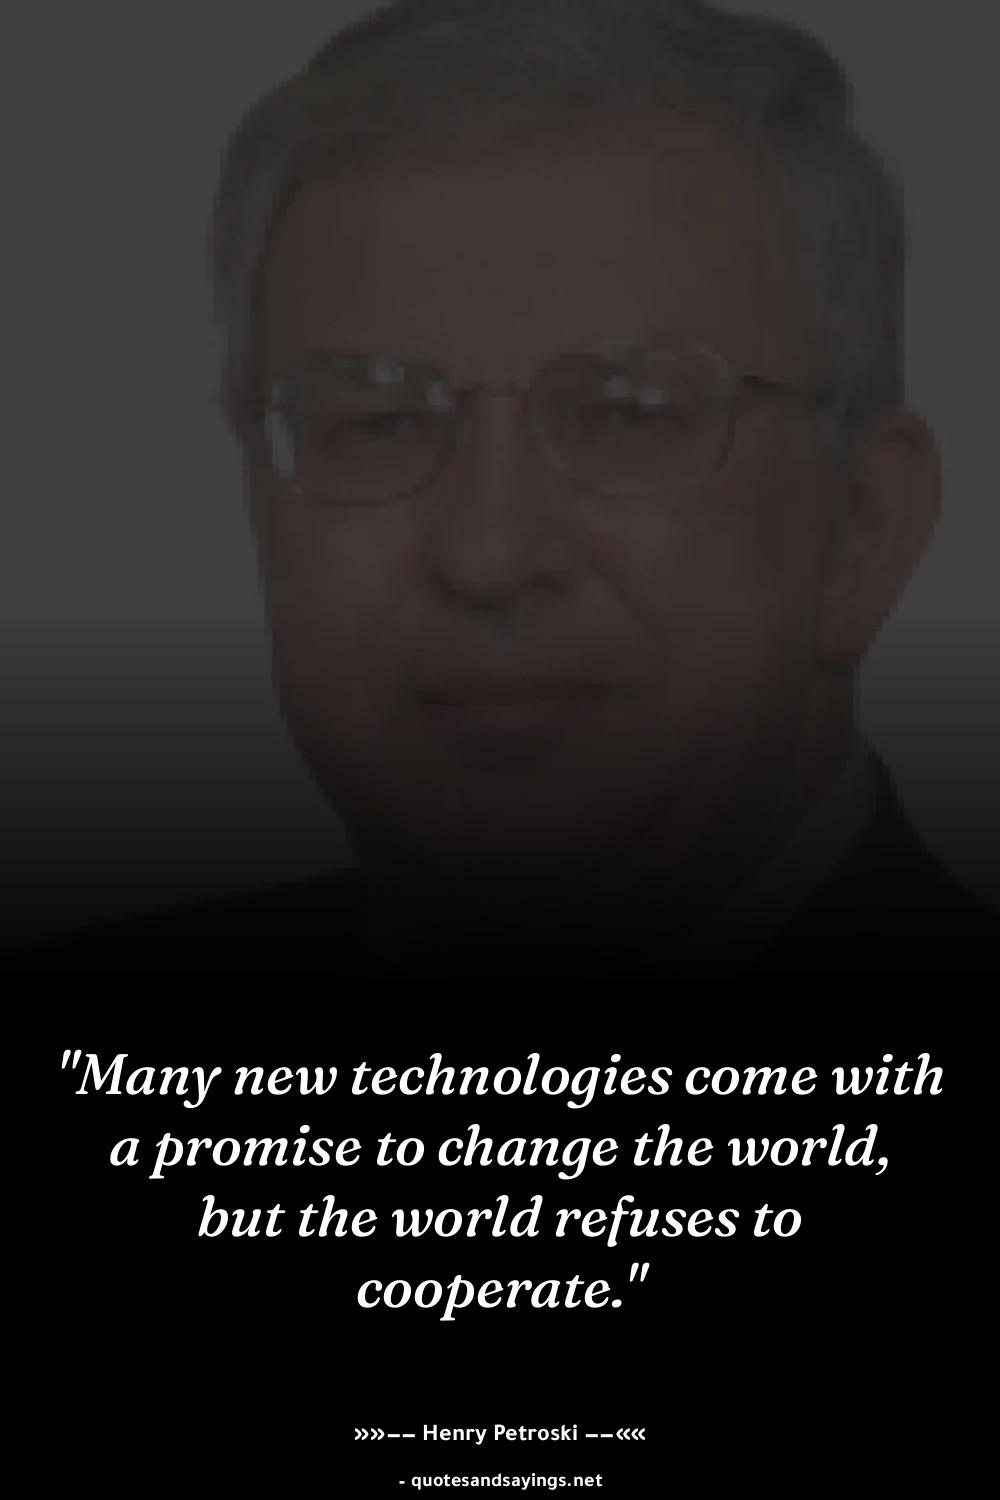 "Many new technologies come with
a promise to change the world,
but the world refuses to
cooperate."
»»−− Henry Petroski −−««
- quotesandsayings.net